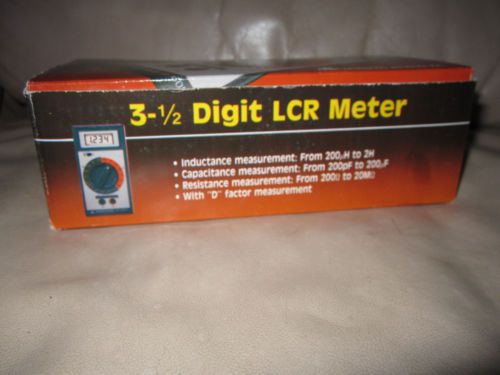 3-½ Digit LCR Meter
1234
• Inductance measurement: From 200µH to 2H
• Capacitance measurement: From 200pF to 200µF
• Resistance measurement: From 200Ω to 20MΩ
• With "D" factor measurement